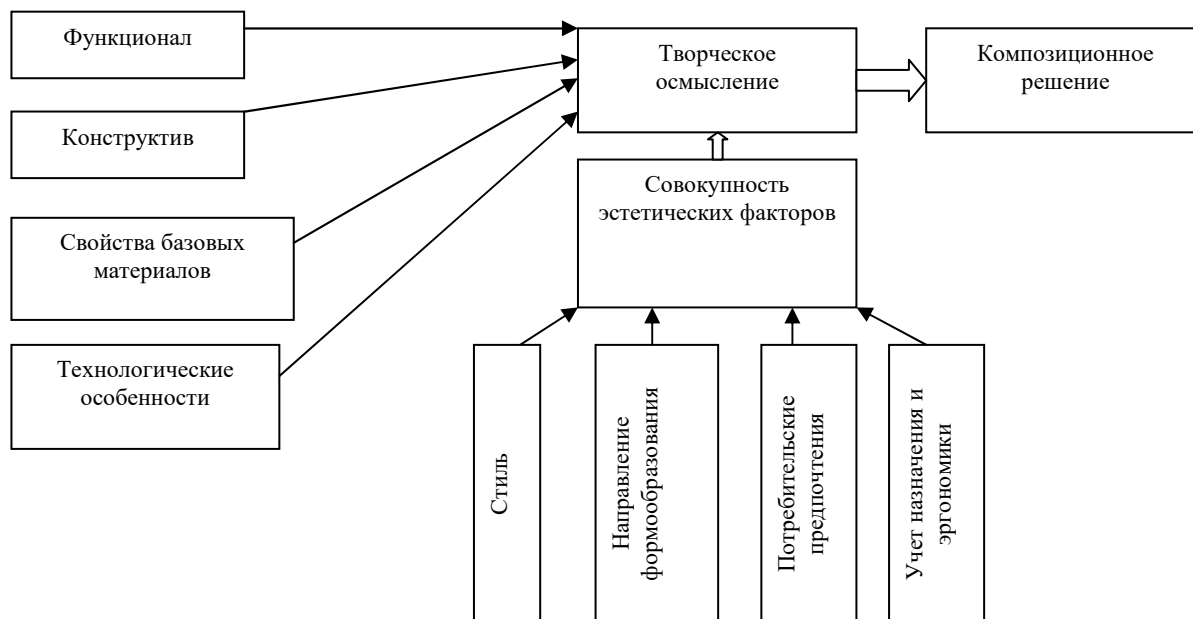 Функционал
Творческое
осмысление
Композиционное
решение
Конструктив
Совокупность
эстетических факторов
Свойства базовых
материалов
Технологические
особенности
Стиль
Направление
формообразования
Потребительские
предпочтения
Учет назначения и
эргономики